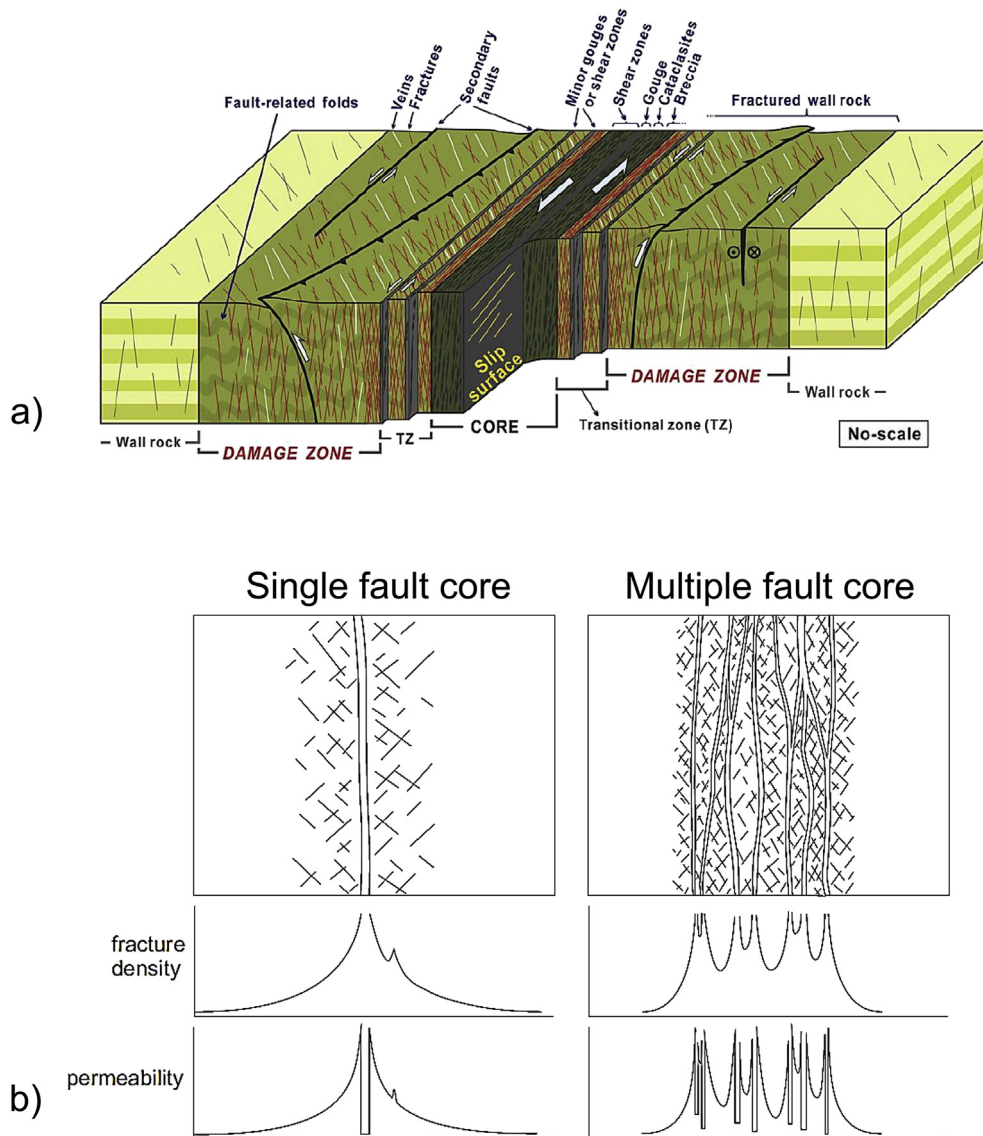 Fault-related folds
Veins
Fractures
Secondary
faults
Minor gouges
or shear zones
Shear zones
Gouge
Cataclasites
Breccia
Fractured wall rock
Slip
surface
a)
Wall rock
DAMAGE ZONE
TZ
CORE
Transitional zone (TZ)
DAMAGE ZONE
Wall rock
No-scale
Single fault core
Multiple fault core
fracture
density
permeability
b)